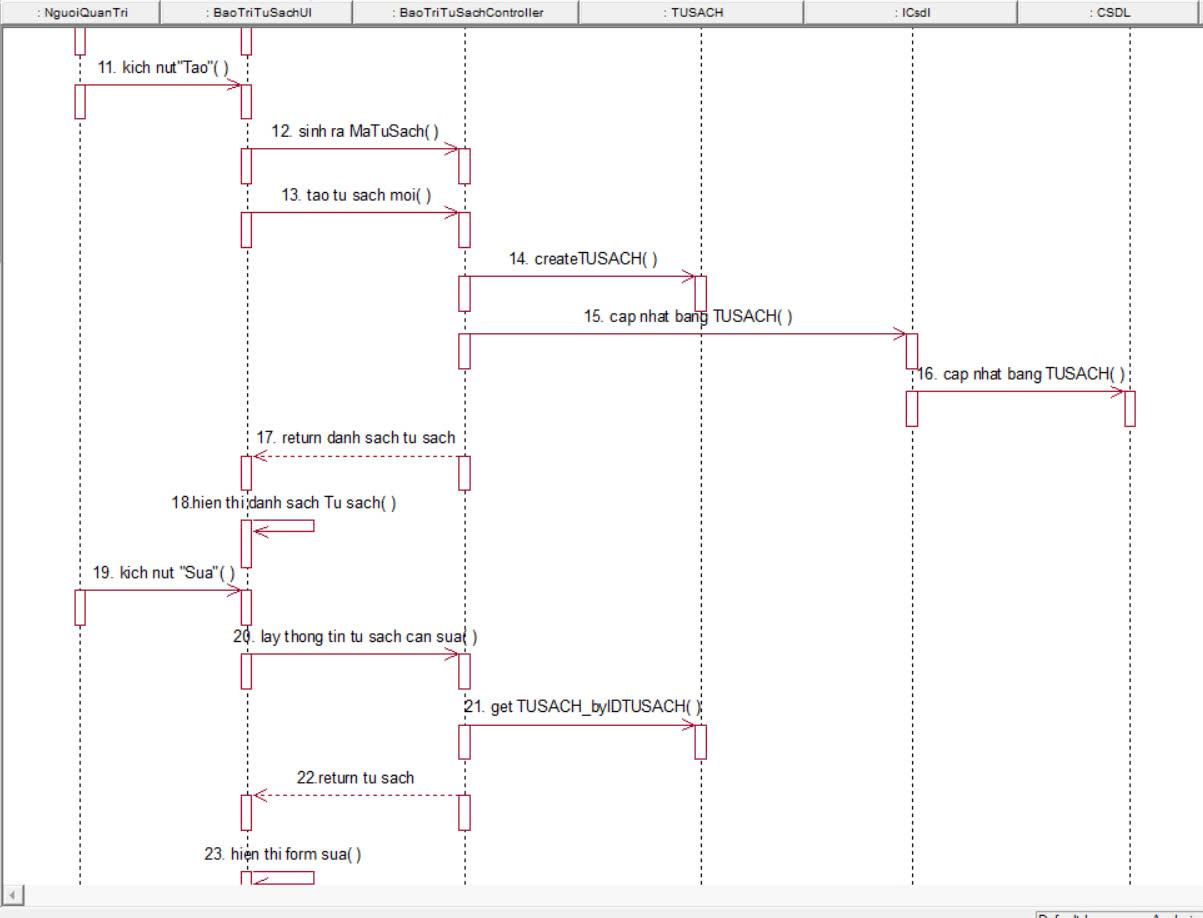 : NguoiQuanTri
: BaoTriTuSachUI
: BaoTriTuSachController
: TUSACH
: ICsdl
: CSDL
11. kich nut"Tao"( )
12. sinh ra MaTuSach( )
13. tao tu sach moi( )
14. createTUSACH( )
15. cap nhat bang TUSACH( )
16. cap nhat bang TUSACH( )
17. return danh sach tu sach
18.hien thi danh sach Tu sach( )
19. kich nut "Sua"( )
20. lay thong tin tu sach can sua( )
21. get TUSACH_byIDTUSACH( )
22.return tu sach
23. hien thi form sua( )